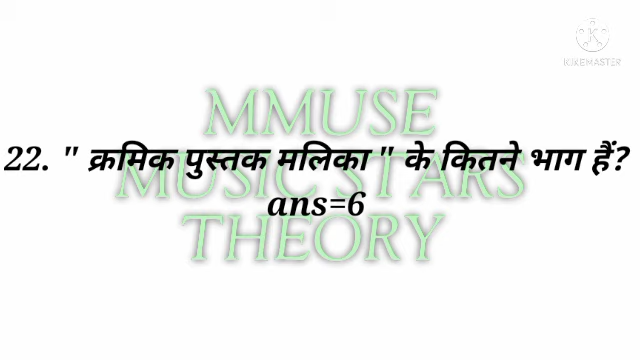 KINEMASTER
MMUSE
22. " क्रमिक पुस्तक मलिका " के कितने भाग हैं?
MUSIC STARS
ans=6
THEORY